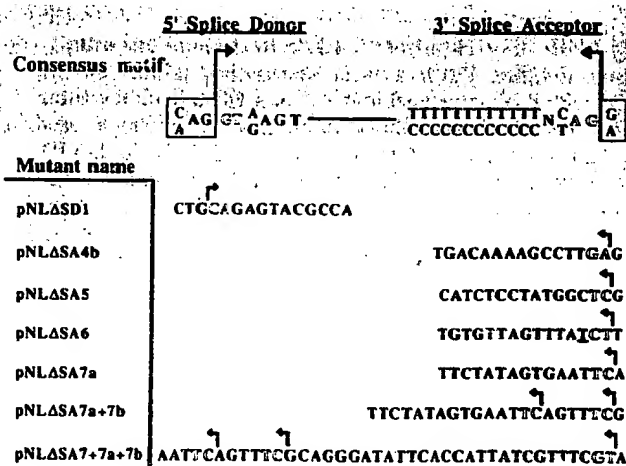 5' Splice Donor 3' Splice Acceptor
Consensus motif
C AG GT A AGT TTTTTTTTTTTT N C AG G
A G CCCCCCCCCCCC T A
Mutant name
pNLΔSD1 CTGCAGAGTACGCCA
pNLΔSA4b TGACAAAAGCCTTGAG
pNLΔSA5 CATCTCCTATGGCTCG
pNLΔSA6 TGTGTTAGTTTATCTT
pNLΔSA7a TTCTATAGTGAATTCA
pNLΔSA7a+7b TTCTATAGTGAATTCAGTTTCG
pNLΔSA7+7a+7b AATTCAGTTTCGCAGGGATATTCACCATTATCGTTTCGTA